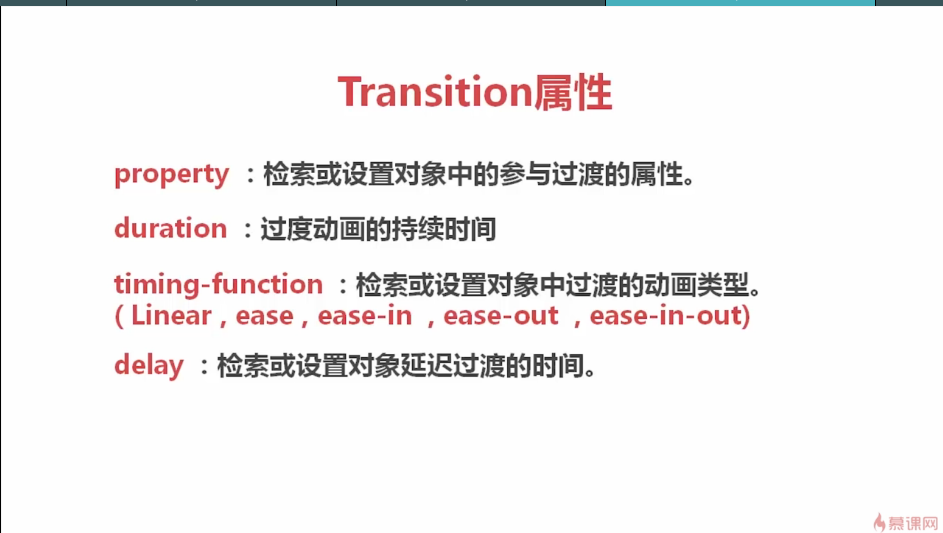 Transition属性
property ：检索或设置对象中的参与过渡的属性。
duration ：过度动画的持续时间
timing-function ：检索或设置对象中过渡的动画类型。
( Linear , ease , ease-in , ease-out , ease-in-out)
delay ：检索或设置对象延迟过渡的时间。
慕课网